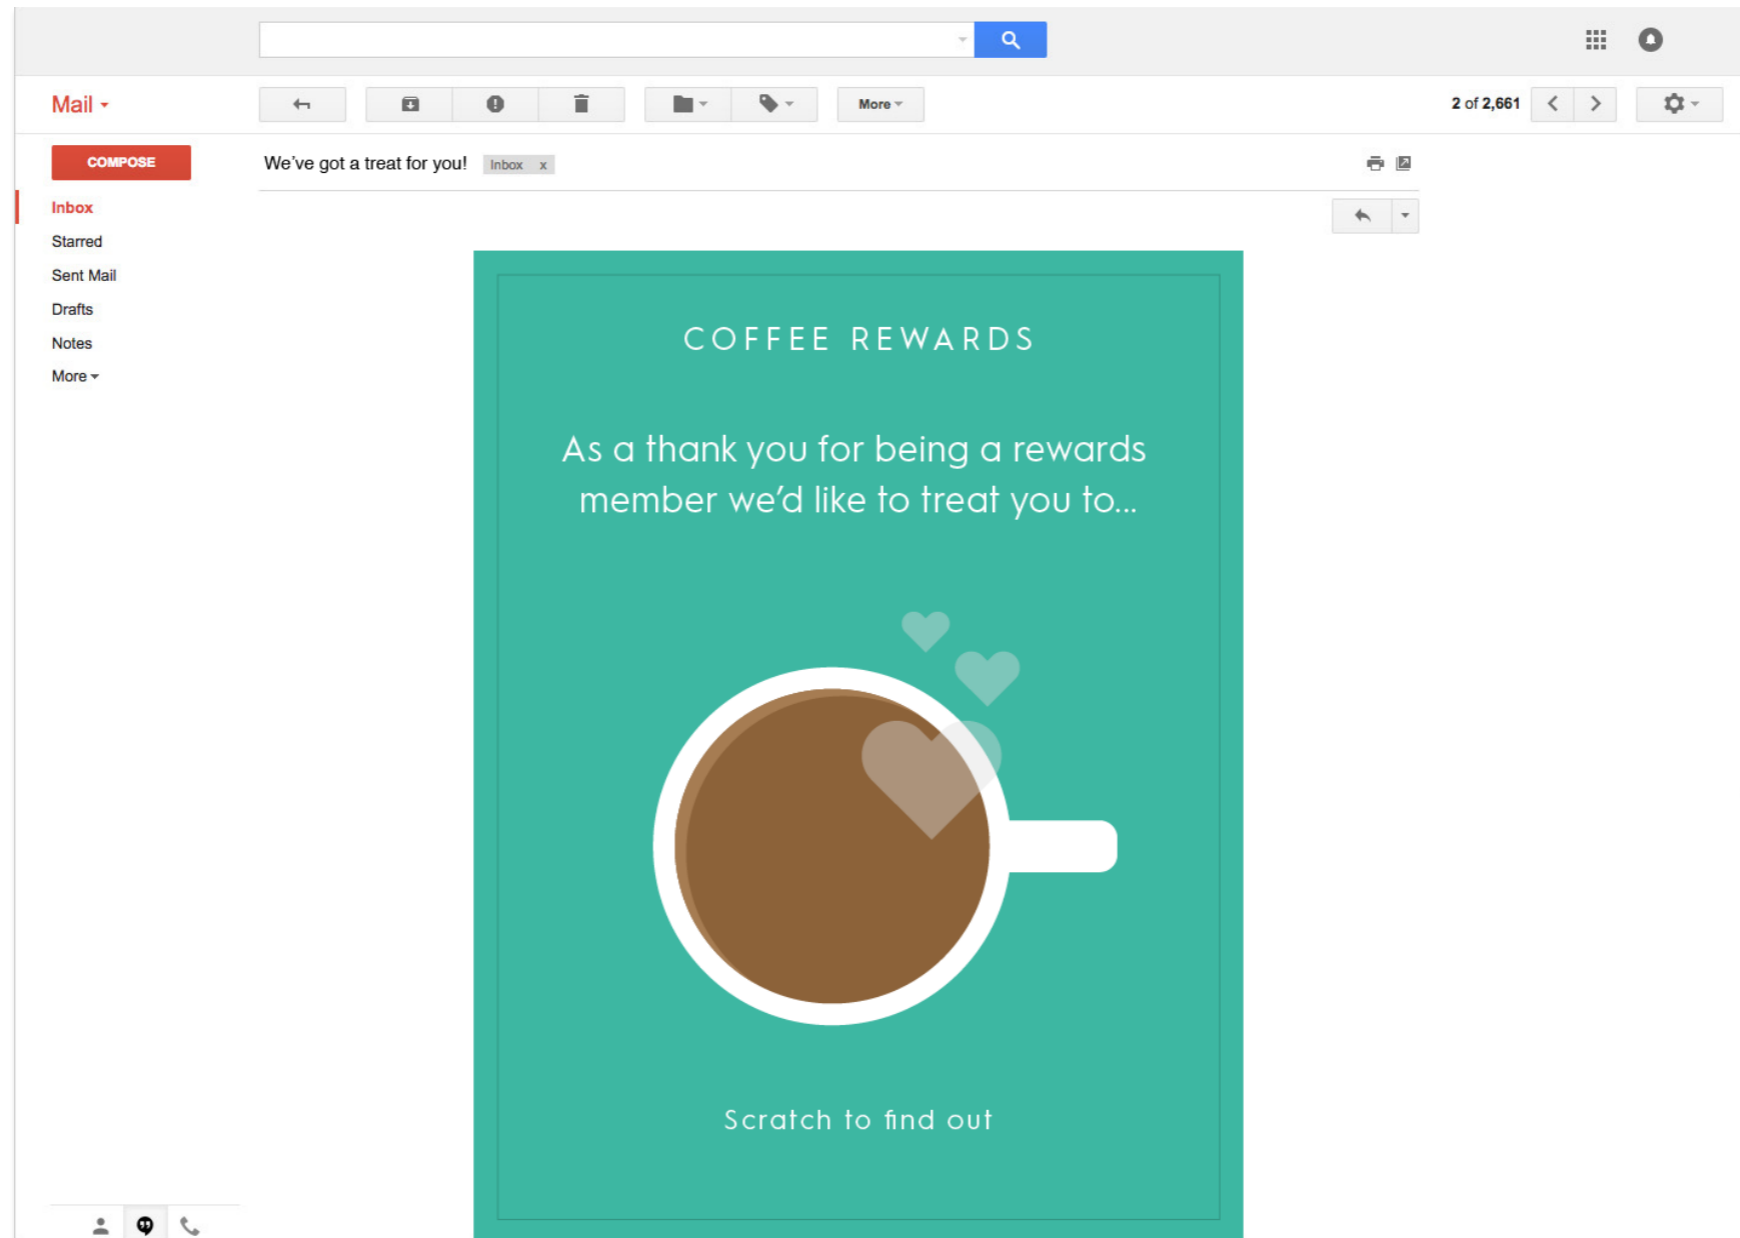 Mail
More
2 of 2,661
COMPOSE
We've got a treat for you!
Inbox x
Inbox
Starred
Sent Mail
Drafts
Notes
More
COFFEE REWARDS
As a thank you for being a rewards
member we'd like to treat you to...
Scratch to find out